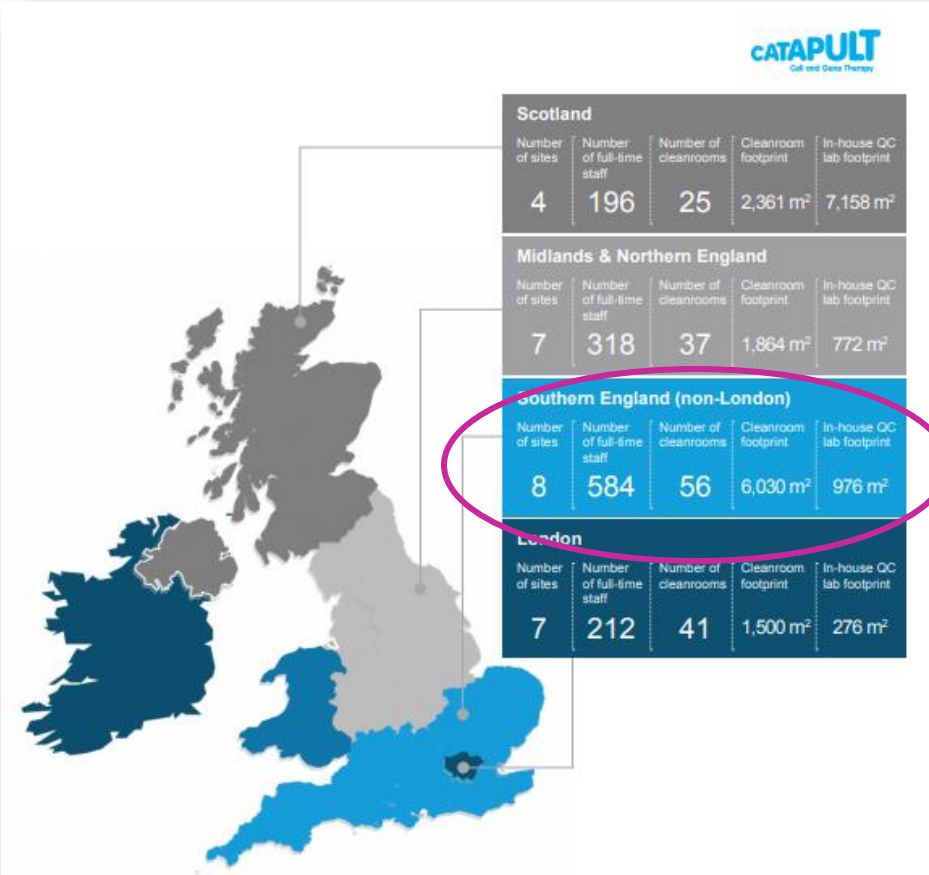 CATAPULT
Cell and Gene Therapy
Scotland
Number of sites
Number of full-time staff
Number of cleanrooms
Cleanroom footprint
In-house QC lab footprint
4 196 25 2,361 m² 7,158 m²
Midlands & Northern England
Number of sites
Number of full-time staff
Number of cleanrooms
Cleanroom footprint
In-house QC lab footprint
7 318 37 1,864 m² 772 m²
Southern England (non-London)
Number of sites
Number of full-time staff
Number of cleanrooms
Cleanroom footprint
In-house QC lab footprint
8 584 56 6,030 m² 976 m²
London
Number of sites
Number of full-time staff
Number of cleanrooms
Cleanroom footprint
In-house QC lab footprint
7 212 41 1,500 m² 276 m²